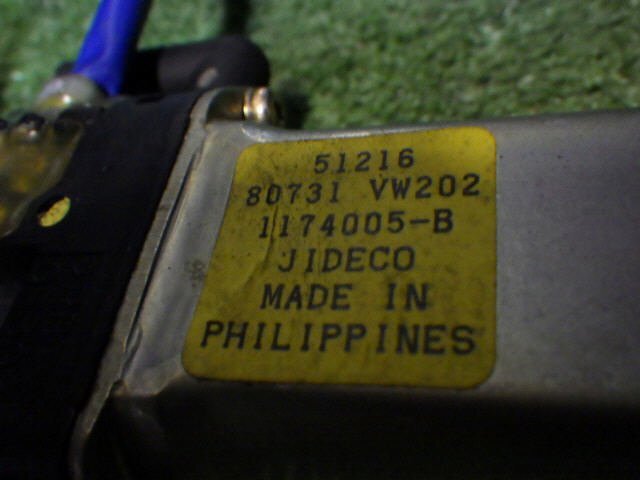 51216
80731 VW202
1174005-B
JIDECO
MADE IN
PHILIPPINES